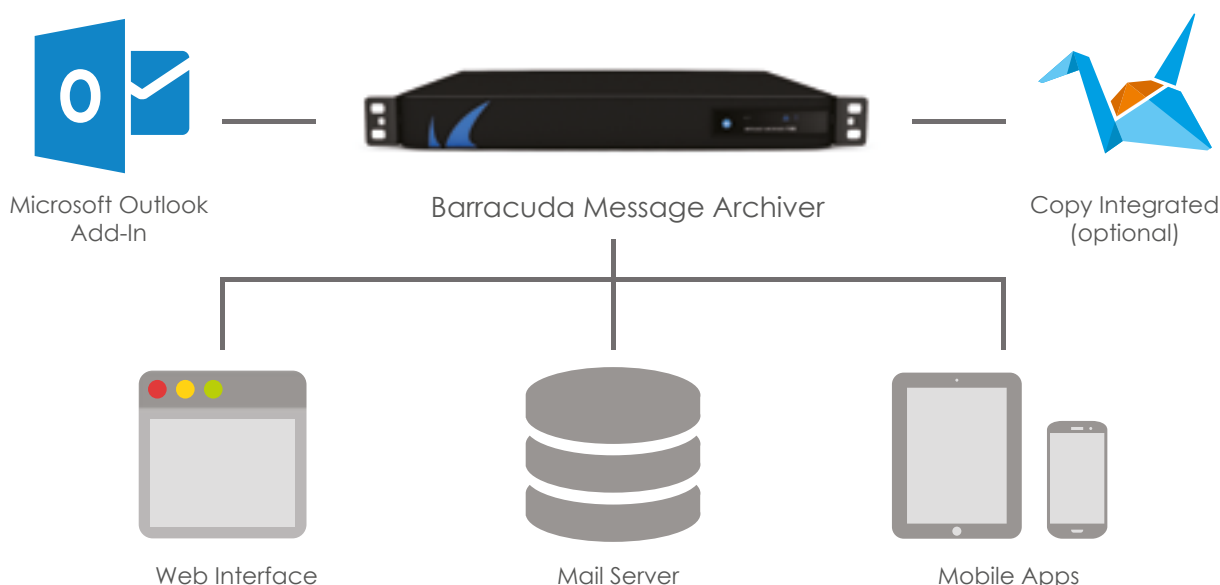 Microsoft Outlook
Add-In
Barracuda Message Archiver
Copy Integrated
(optional)
Web Interface
Mail Server
Mobile Apps